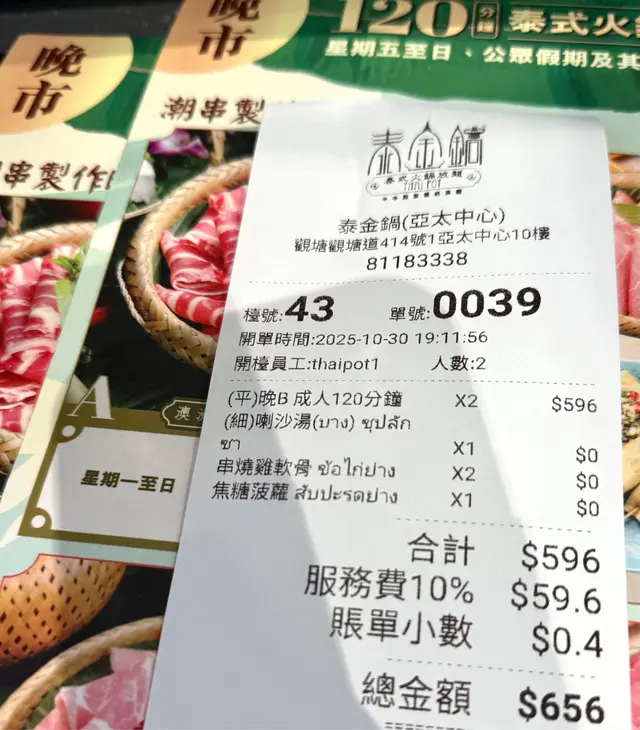 晚市
晚市
120分鐘 泰式火
星期五至日、公眾假期及其
潮串製
串製作
泰金鍋
泰式火鍋放題
THAI POT
泰金鍋(亞太中心)
觀塘觀塘道414號1亞太中心10樓
81183338
檯號:43 單號:0039
開單時間:2025-10-30 19:11:56
開檯員工:thaipot1 人數:2
(平)晚B 成人120分鐘 X2 $596
(細)喇沙湯(บาง) ซุปลัก
ซา X1 $0
串燒雞軟骨 ข้อไก่ย่าง X2 $0
焦糖菠蘿 สับปะรดย่าง X1 $0
合計 $596
服務費10% $59.6
賬單小數 $0.4
總金額 $656
A
澳
星期一至日